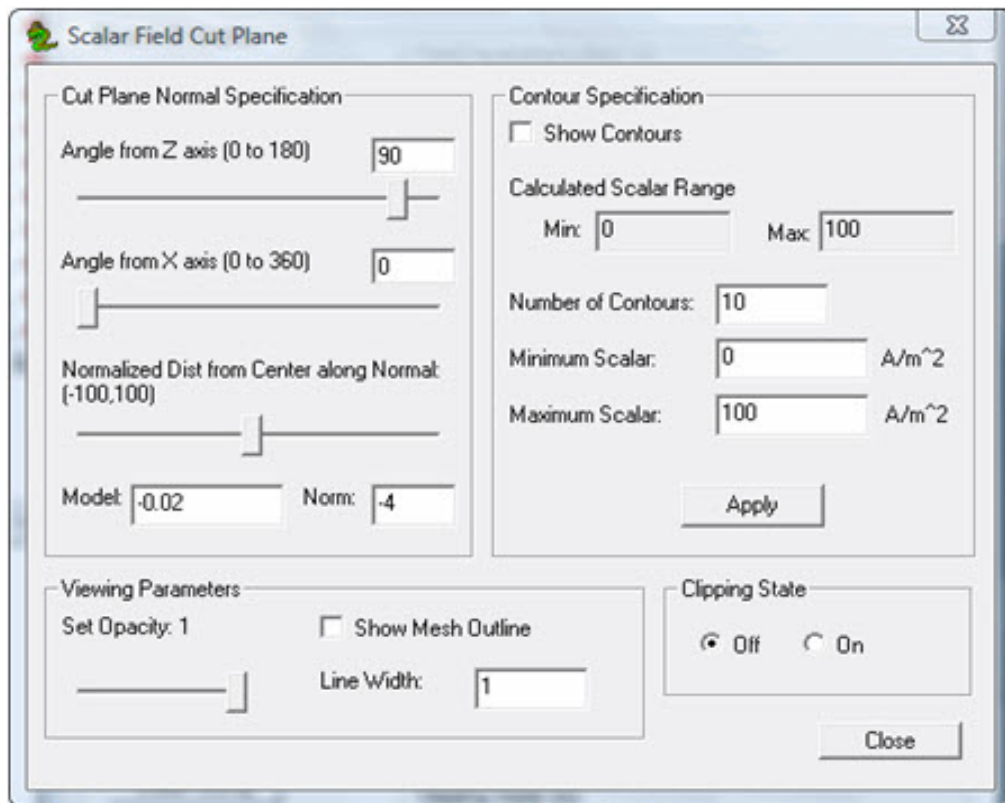 Scalar Field Cut Plane
Cut Plane Normal Specification
Angle from Z axis (0 to 180) 90
Angle from X axis (0 to 360) 0
Normalized Dist from Center along Normal:
(-100,100)
Model: -0.02 Norm: -4
Contour Specification
Show Contours
Calculated Scalar Range
Min: 0 Max: 100
Number of Contours: 10
Minimum Scalar: 0 A/m^2
Maximum Scalar: 100 A/m^2
Apply
Viewing Parameters
Set Opacity: 1 Show Mesh Outline
Line Width: 1
Clipping State
Off On
Close